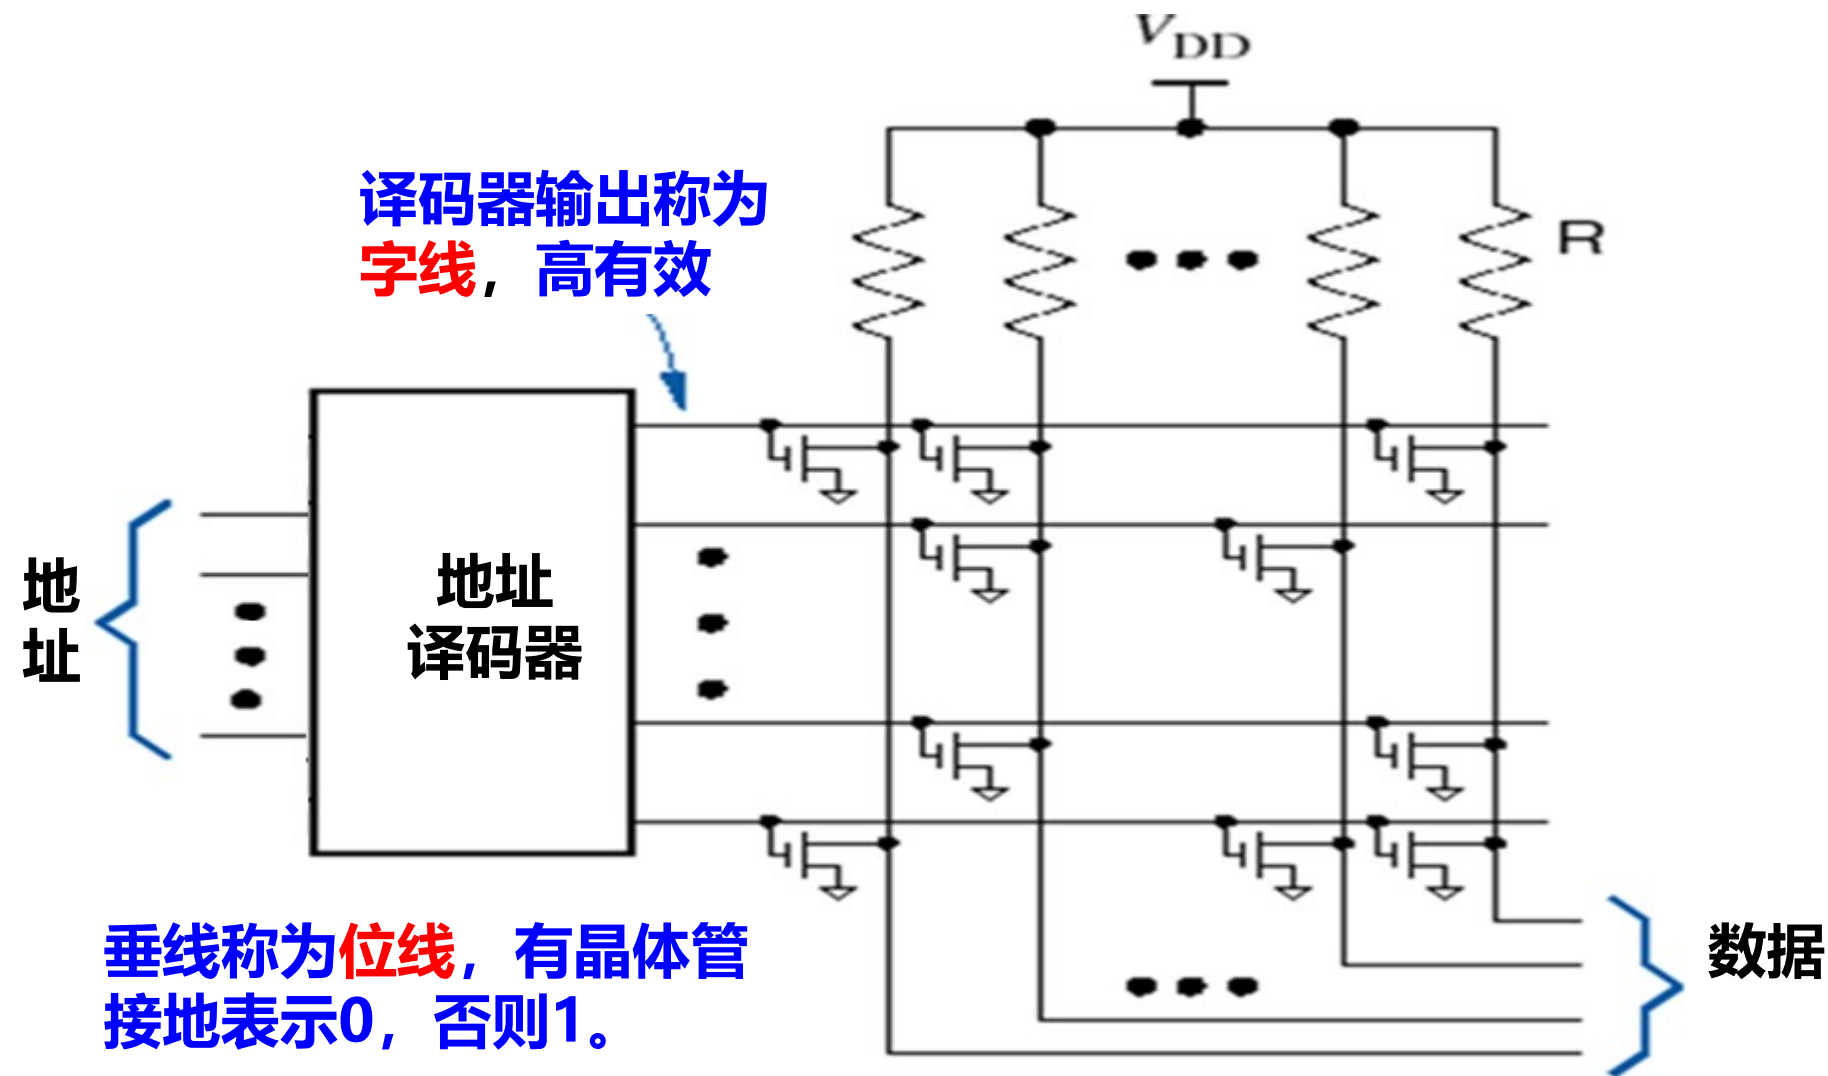 V_DD
译码器输出称为
字线，高有效
R
地址
地址
译码器
数据
垂线称为位线，有晶体管
接地表示0，否则1。